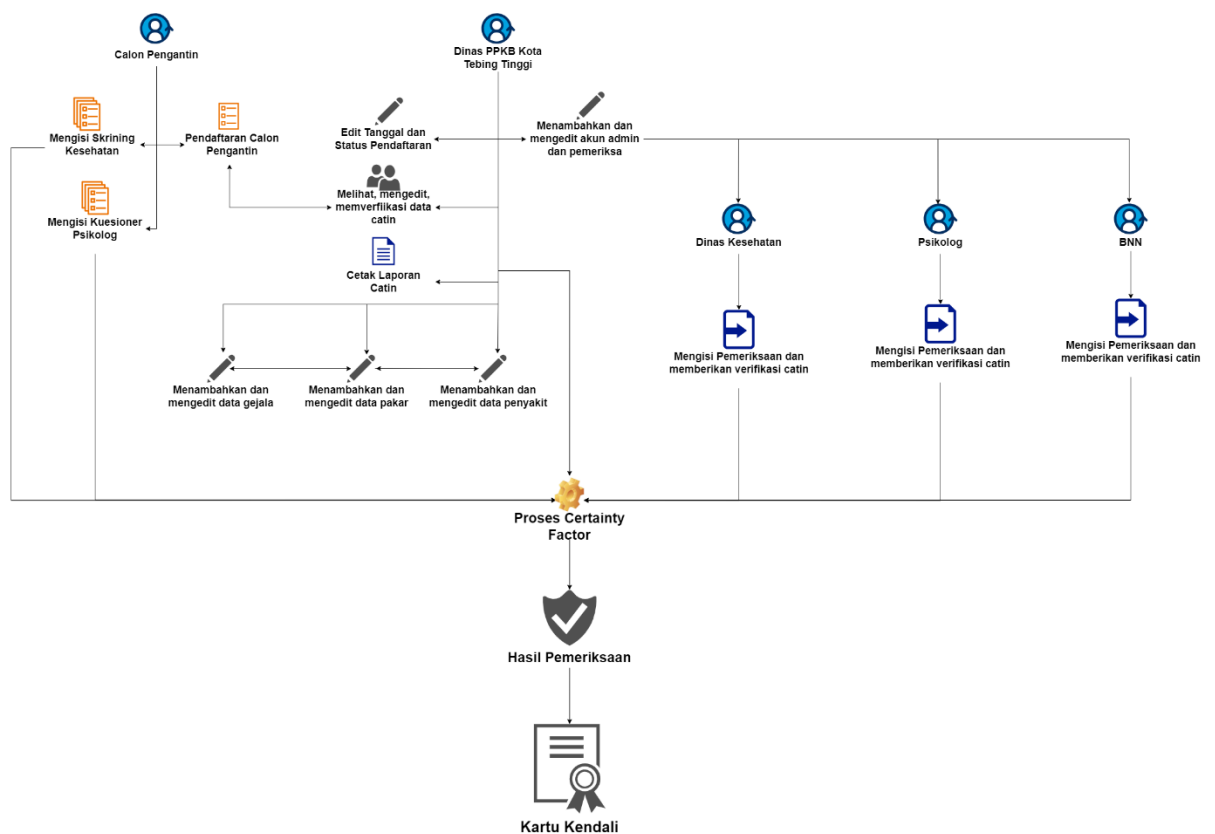 Calon Pengantin
Dinas PPKB Kota
Tebing Tinggi
Mengisi Skrining
Kesehatan
Pendaftaran Calon
Pengantin
Edit Tanggal dan
Status Pendaftaran
Menambahkan dan
mengedit akun admin
dan pemeriksa
Melihat, mengedit,
memverfiikasi data
catin
Mengisi Kuesioner
Psikolog
Dinas Kesehatan
Psikolog
BNN
Cetak Laporan
Catin
Mengisi Pemeriksaan dan
memberikan verifikasi catin
Mengisi Pemeriksaan dan
memberikan verifikasi catin
Mengisi Pemeriksaan dan
memberikan verifikasi catin
Menambahkan dan
mengedit data gejala
Menambahkan dan
mengedit data pakar
Menambahkan dan
mengedit data penyakit
Proses Certainty
Factor
Hasil Pemeriksaan
Kartu Kendali